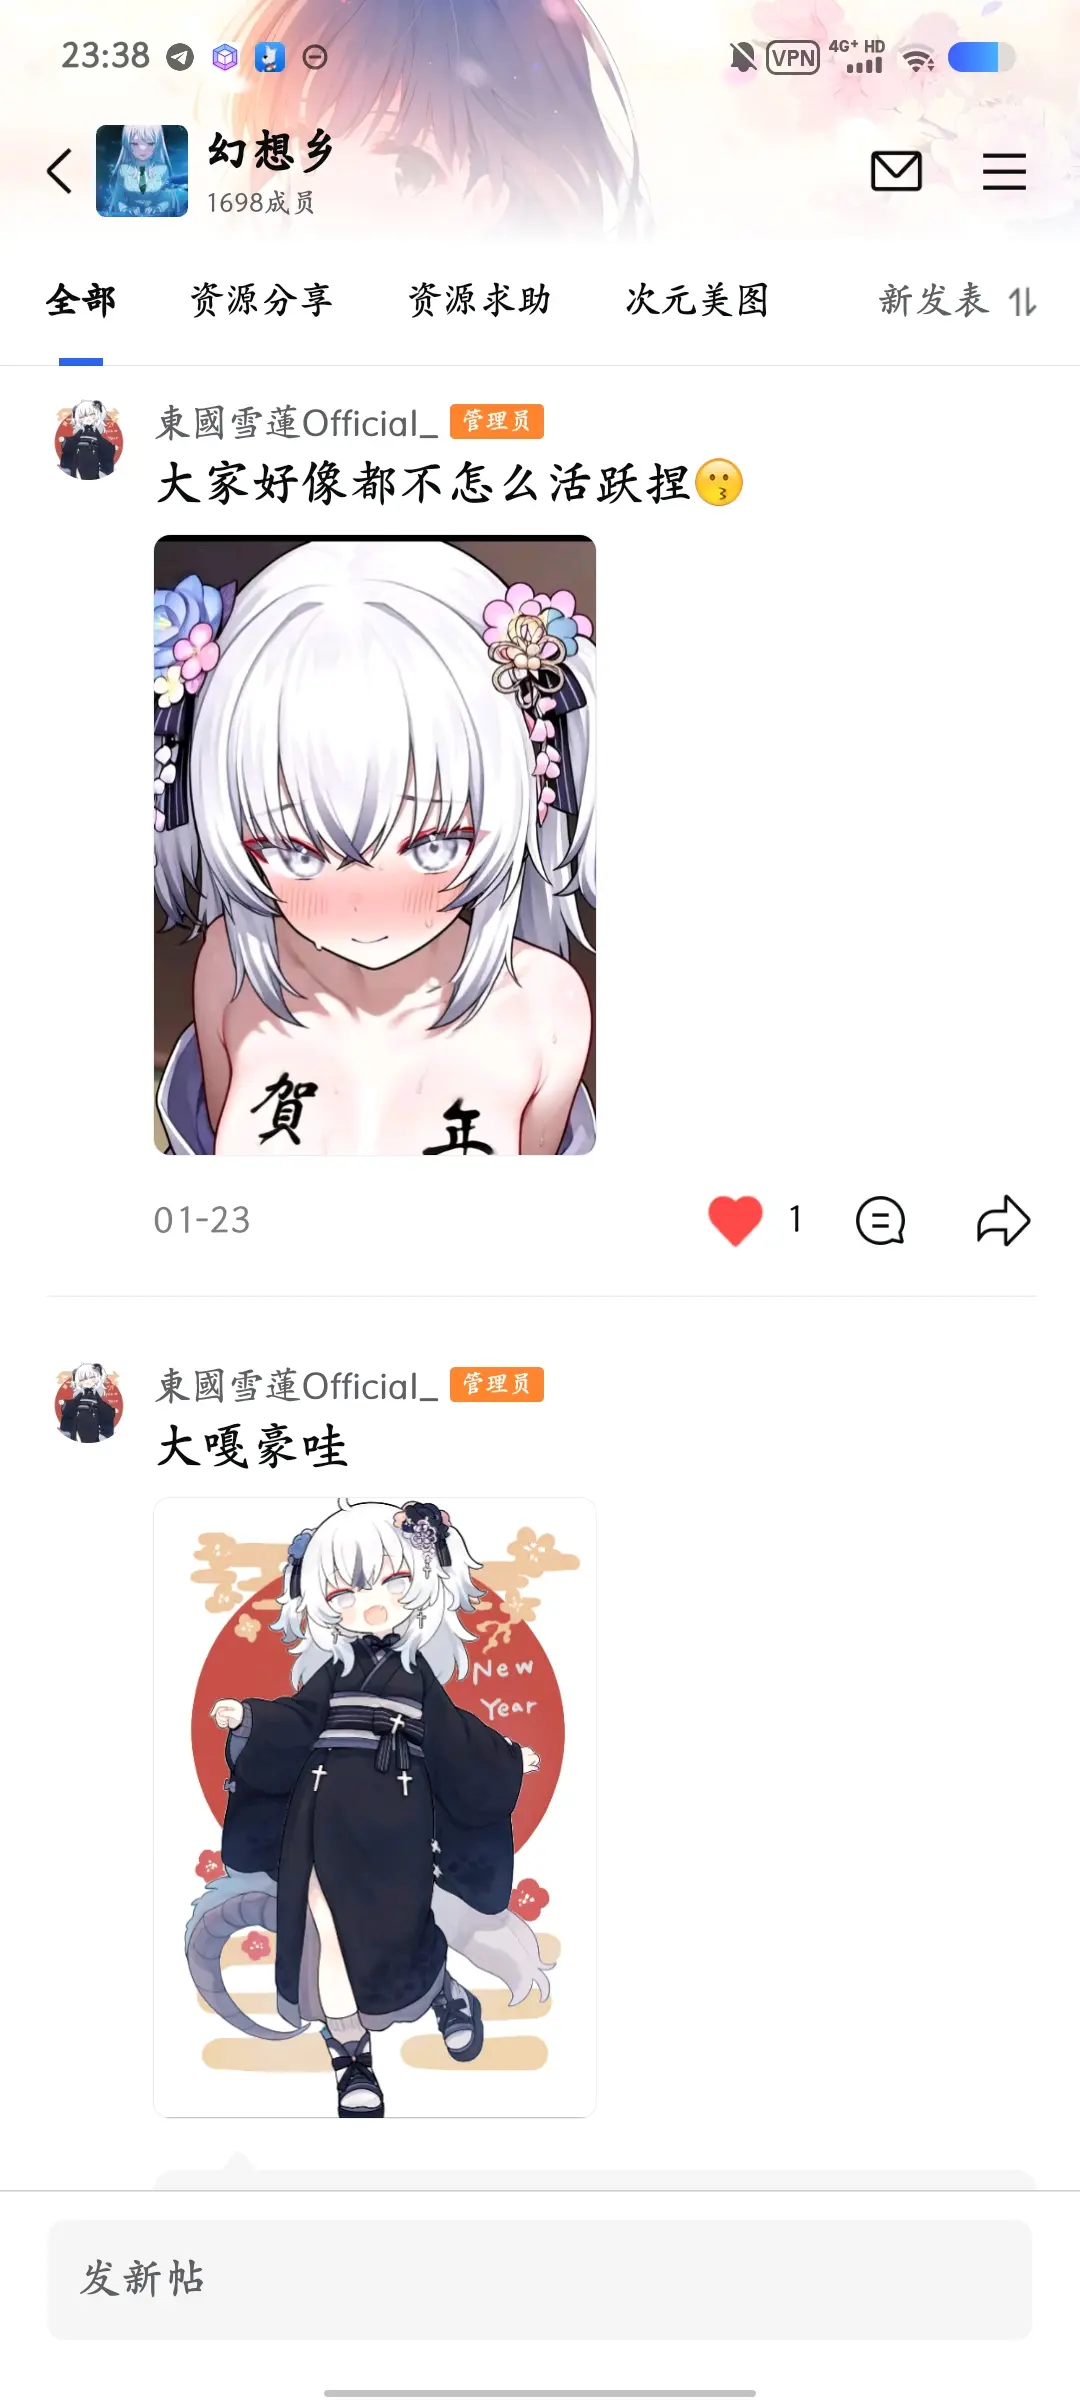 23:38
VPN
4G+ HD
幻想乡
1698成员
全部
资源分享
资源求助
次元美图
新发表
東國雪蓮Official_
管理员
大家好像都不怎么活跃捏😗
賀
年
01-23
1
東國雪蓮Official_
管理员
大嘎豪哇
New
Year
发新帖